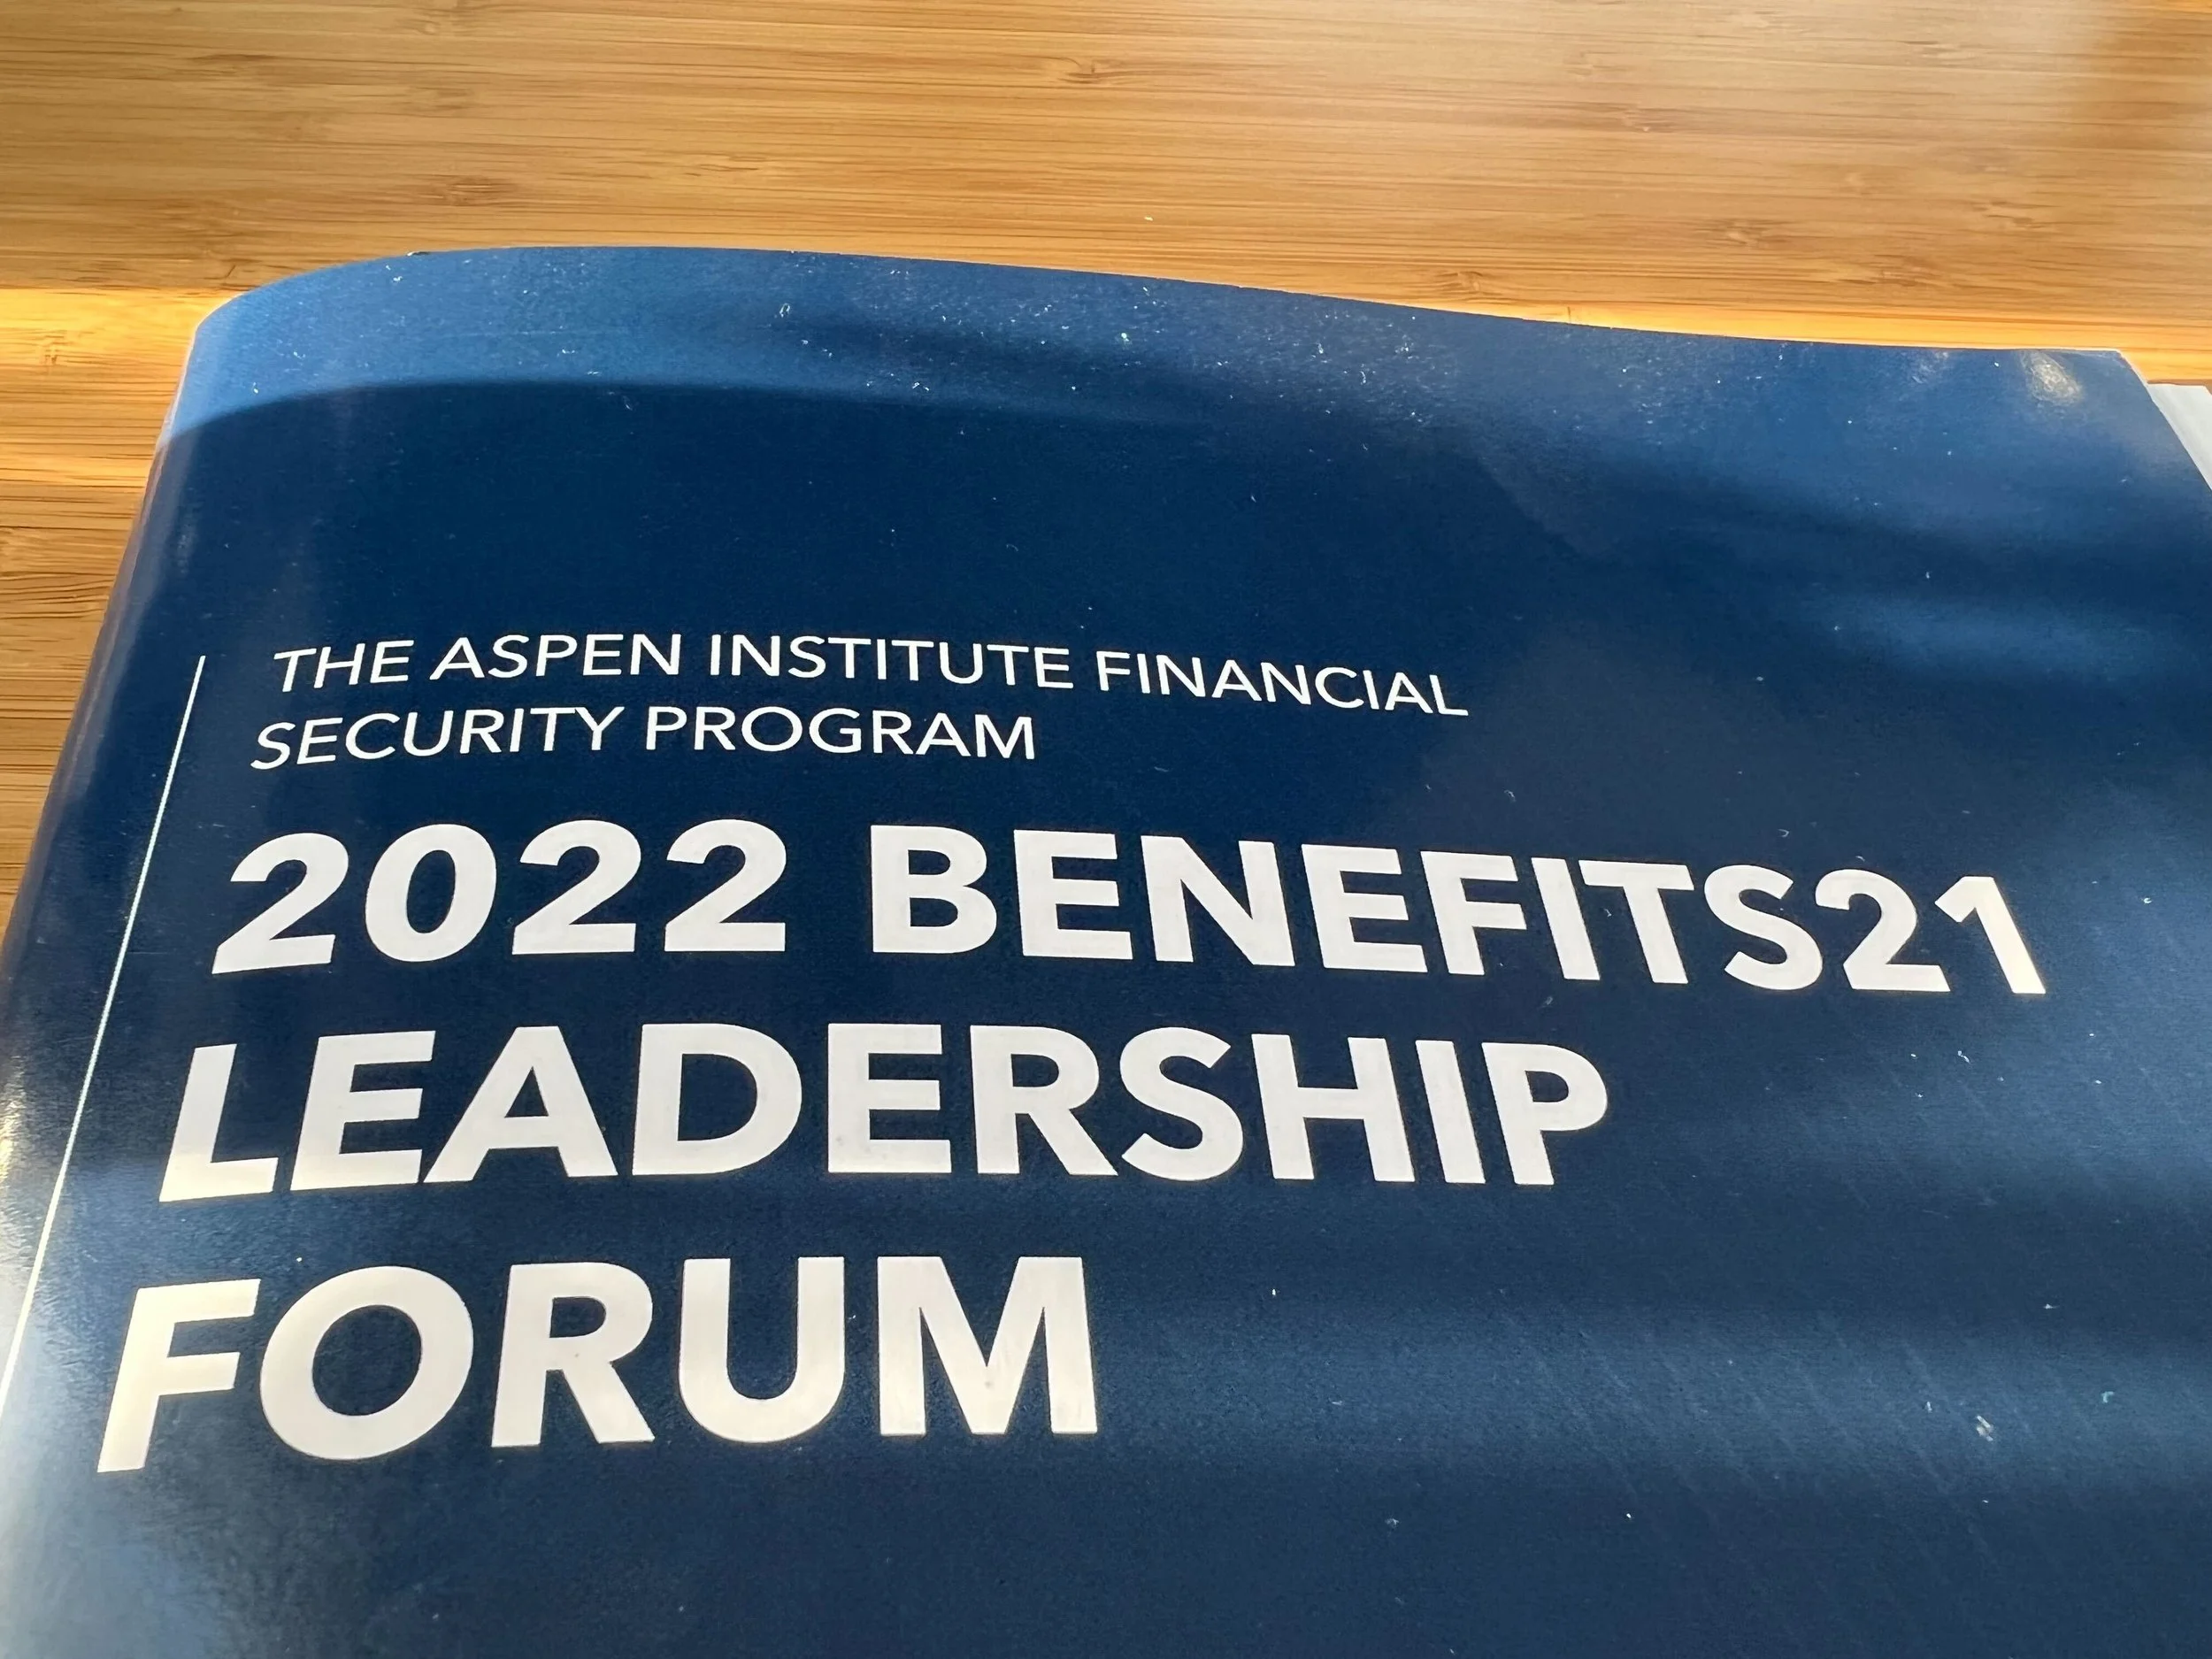 THE ASPEN INSTITUTE FINANCIAL
SECURITY PROGRAM
2022 BENEFITS21
LEADERSHIP
FORUM